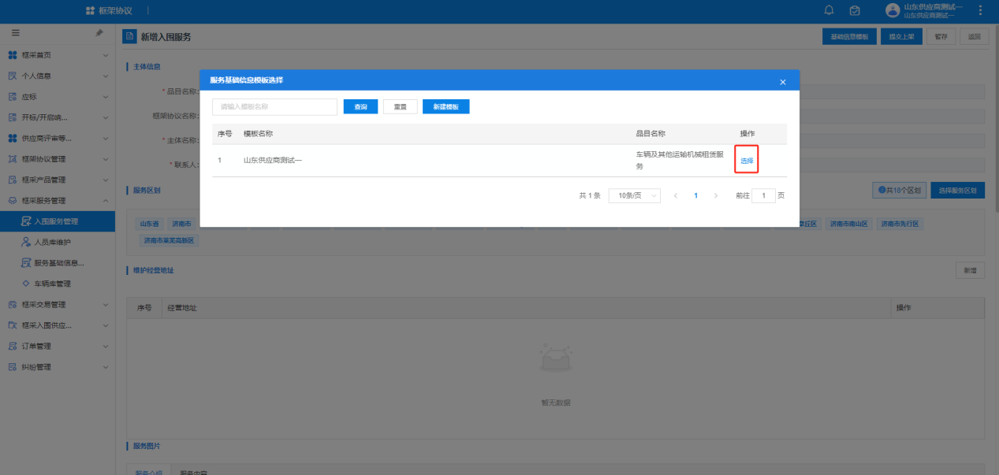 框架协议
山东供应商测试一
山东供应商测试一
框采首页
个人信息
应标
开标/开启响...
供应商评审等...
框架协议管理
框采产品管理
框采服务管理
入围服务管理
人员库维护
服务基础信息...
车辆库管理
框采交易管理
框采入围供应...
订单管理
纠纷管理
新增入围服务
基础信息模板
提交上架
暂存
返回
主体信息
* 品目名称:
框架协议名称:
* 主体名称:
* 联系人:
服务基础信息模板选择
请输入模板名称
查询
重置
新建模板
序号 模板名称 品目名称 操作
1 山东供应商测试一 车辆及其他运输机械租赁服
务 选择
共 1 条 10条/页 1 前往 1 页
服务区划
共18个区划
选择服务区划
山东省 济南市 章丘区 济南市南山区 济南市先行区
济南市莱芜高新区
维护经营地址
新增
序号 经营地址 操作
暂无数据
服务图片
服务介绍 服务内容